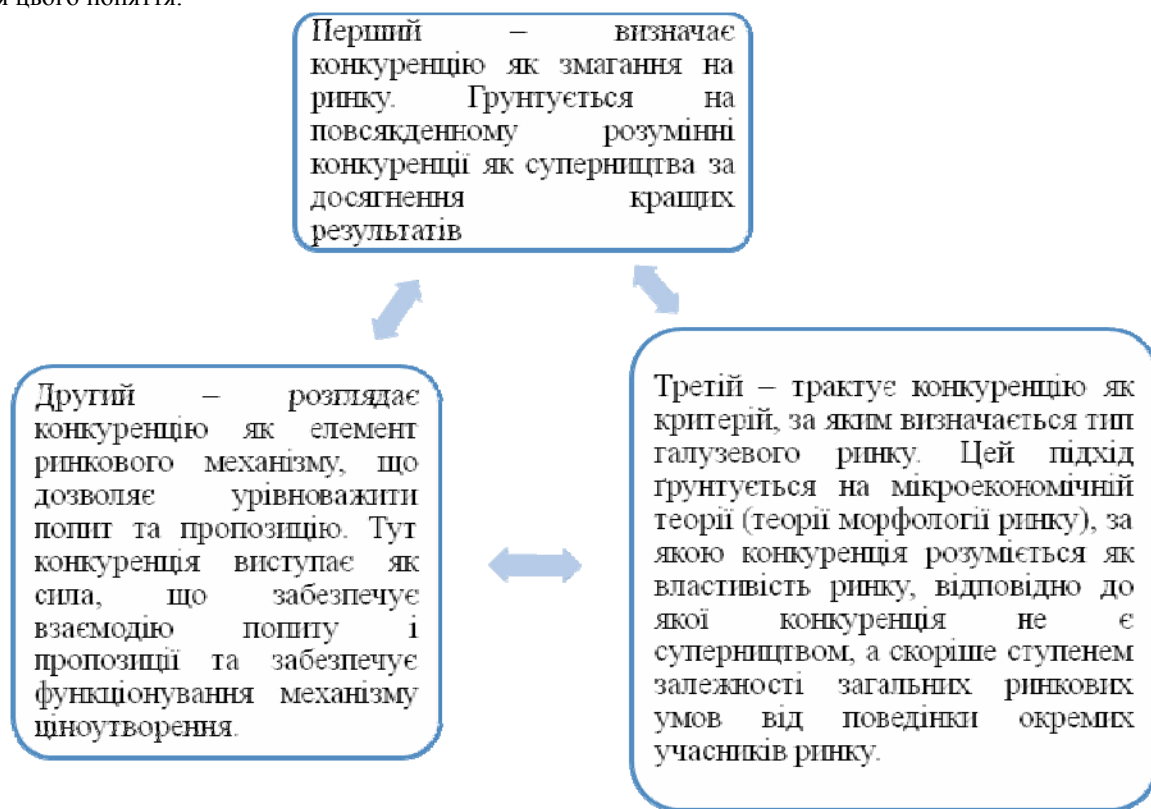 цього поняття.
Перший – визначає
конкуренцію як змагання на
ринку. Грунтується на
повсякденному розумінні
конкуренції як суперництва за
досягнення кращих
результатів
Другий – розглядає
конкуренцію як елемент
ринкового механізму, що
дозволяє урівноважити
попит та пропозицію. Тут
конкуренція виступає як
сила, що забезпечує
взаємодію попиту і
пропозиції та забезпечує
функціонування механізму
ціноутворення.
Третій – трактує конкуренцію як
критерій, за яким визначається тип
галузевого ринку. Цей підхід
ґрунтується на мікроекономічній
теорії (теорії морфології ринку), за
якою конкуренція розуміється як
властивість ринку, відповідно до
якої конкуренція не є
суперництвом, а скоріше ступенем
залежності загальних ринкових
умов від поведінки окремих
учасників ринку.